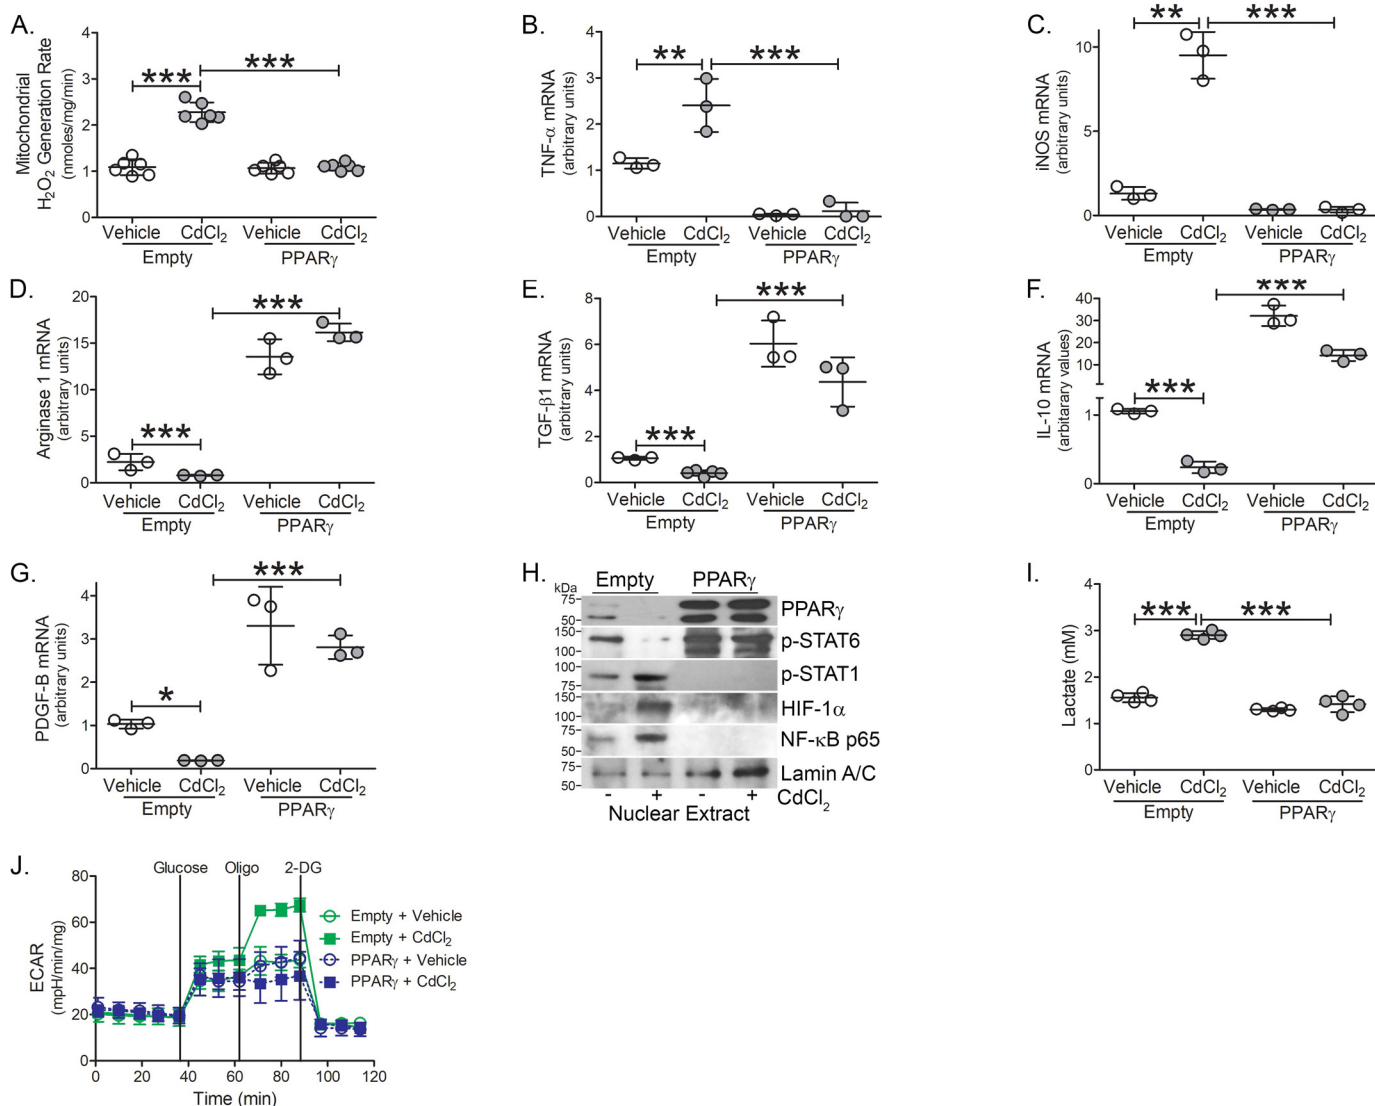 A.
Mitochondrial
H₂O₂ Generation Rate
(nmoles/mg/min)
4
3
2
1
0
***
***
Vehicle CdCl₂ Vehicle CdCl₂
Empty PPARγ
B.
TNF-α mRNA
(arbitrary units)
4
3
2
1
0
**
***
Vehicle CdCl₂ Vehicle CdCl₂
Empty PPARγ
C.
iNOS mRNA
(arbitrary units)
10
5
0
**
***
Vehicle CdCl₂ Vehicle CdCl₂
Empty PPARγ
D.
Arginase 1 mRNA
(arbitrary units)
20
15
10
5
0
***
***
Vehicle CdCl₂ Vehicle CdCl₂
Empty PPARγ
E.
TGF-β1 mRNA
(arbitrary units)
8
6
4
2
0
***
***
Vehicle CdCl₂ Vehicle CdCl₂
Empty PPARγ
F.
IL-10 mRNA
(arbitarary values)
40
30
20
10
1
0
***
***
Vehicle CdCl₂ Vehicle CdCl₂
Empty PPARγ
G.
PDGF-B mRNA
(arbitrary units)
4
3
2
1
0
*
***
Vehicle CdCl₂ Vehicle CdCl₂
Empty PPARγ
H.
Empty PPARγ
kDa
75
50
PPARγ
150
100
p-STAT6
100
75
p-STAT1
150
100
HIF-1α
75
50
NF-κB p65
75
50
Lamin A/C
- + - + CdCl₂
Nuclear Extract
I.
Lactate (mM)
4
3
2
1
0
***
***
Vehicle CdCl₂ Vehicle CdCl₂
Empty PPARγ
J.
Glucose Oligo 2-DG
ECAR
(mpH/min/mg)
80
60
40
20
0
0 20 40 60 80 100 120
Time (min)
Empty + Vehicle
Empty + CdCl₂
PPARγ + Vehicle
PPARγ + CdCl₂